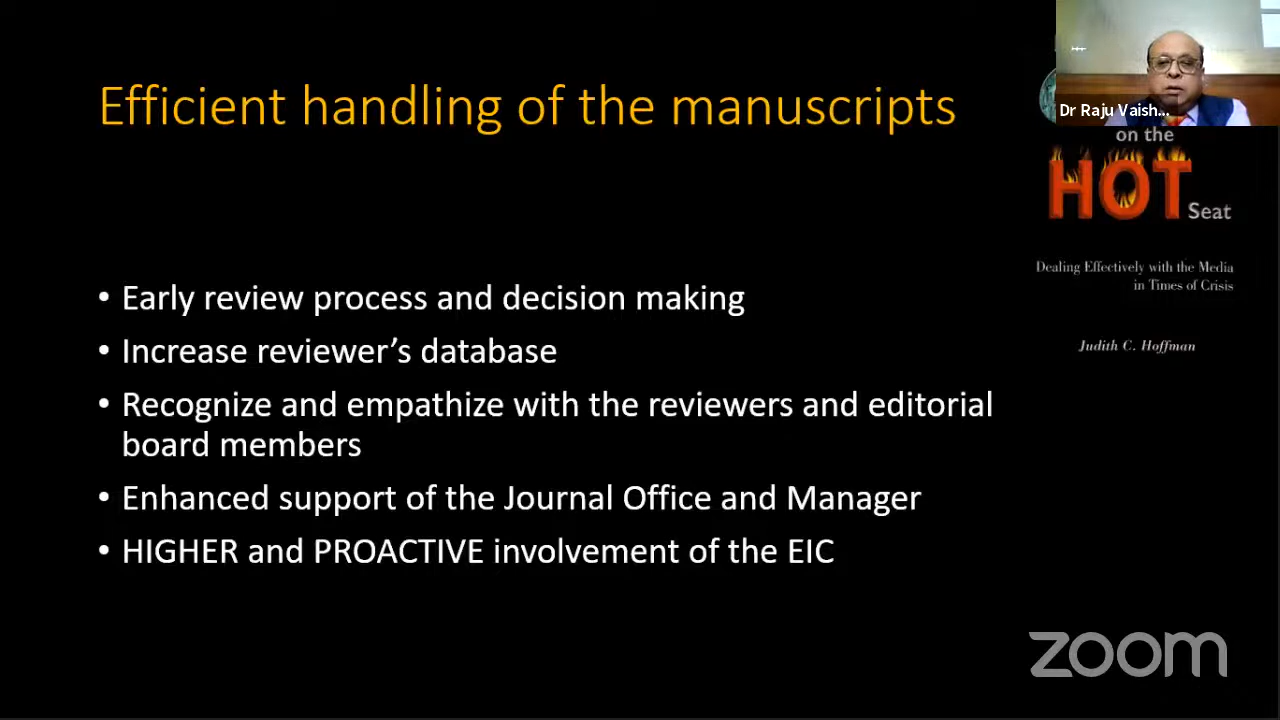 Efficient handling of the manuscripts
Dr Raju Vaish...
on the
HOT
Seat
Dealing Effectively with the Media
in Times of Crisis
Judith C. Hoffman
• Early review process and decision making
• Increase reviewer’s database
• Recognize and empathize with the reviewers and editorial
board members
• Enhanced support of the Journal Office and Manager
• HIGHER and PROACTIVE involvement of the EIC
zoom